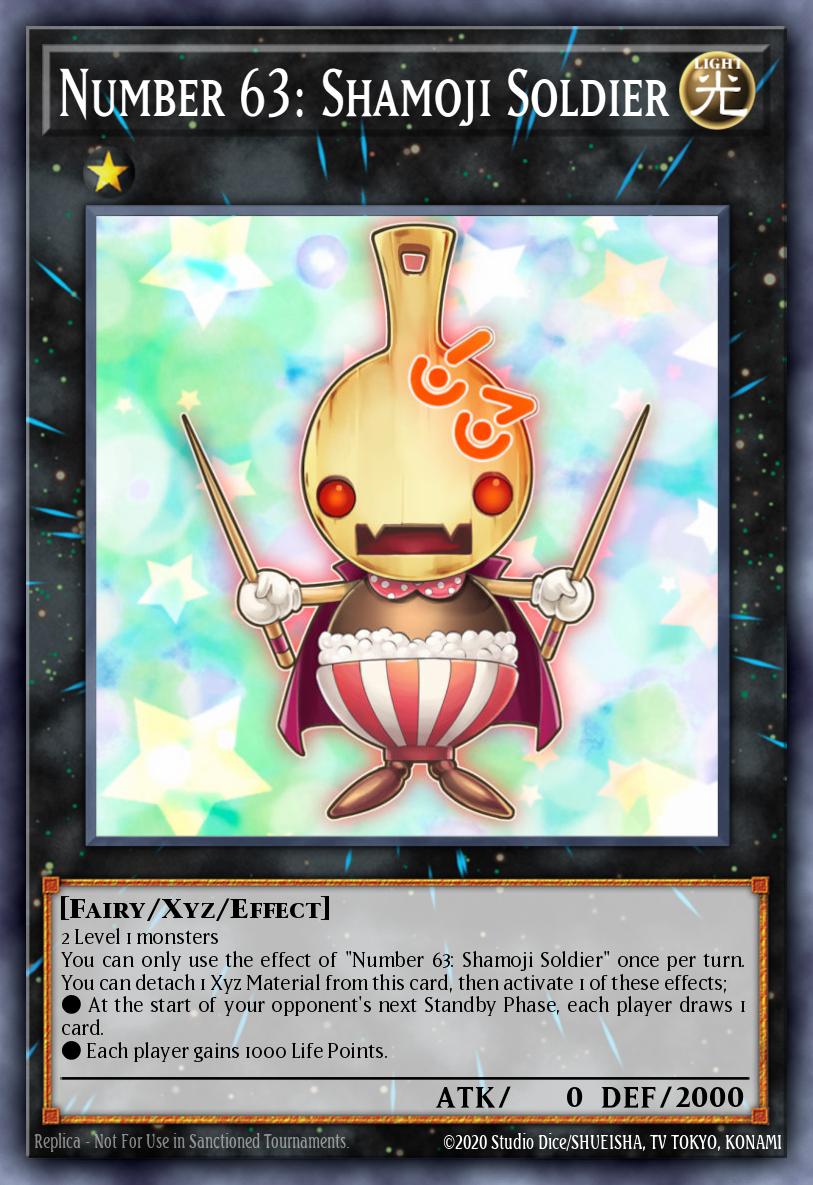 Number 63: Shamoji Soldier
LIGHT
光
[Fairy/Xyz/Effect]
2 Level 1 monsters
You can only use the effect of "Number 63: Shamoji Soldier" once per turn.
You can detach 1 Xyz Material from this card, then activate 1 of these effects;
● At the start of your opponent's next Standby Phase, each player draws 1
card.
● Each player gains 1000 Life Points.
ATK/ 0 DEF/2000
Replica - Not For Use in Sanctioned Tournaments.
©2020 Studio Dice/SHUEISHA, TV TOKYO, KONAMI